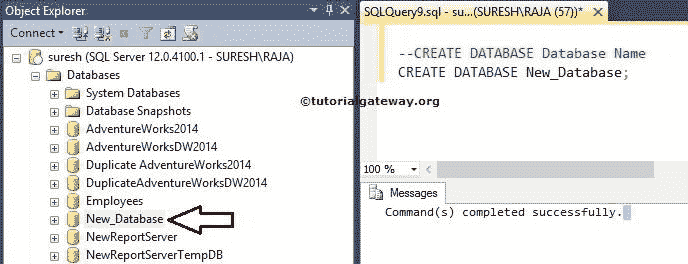 Object Explorer
Connect
suresh (SQL Server 12.0.4100.1 - SURESH\RAJA)
Databases
System Databases
Database Snapshots
AdventureWorks2014
AdventureWorksDW2014
Duplicate AdventureWorks2014
DuplicateAdventureWorksDW2014
Employees
New_Database
NewReportServer
NewReportServerTempDB
SQLQuery9.sql - su...(SURESH\RAJA (57))*
--CREATE DATABASE Database Name
CREATE DATABASE New_Database;
©tutorialgateway.org
100 %
Messages
Command(s) completed successfully.